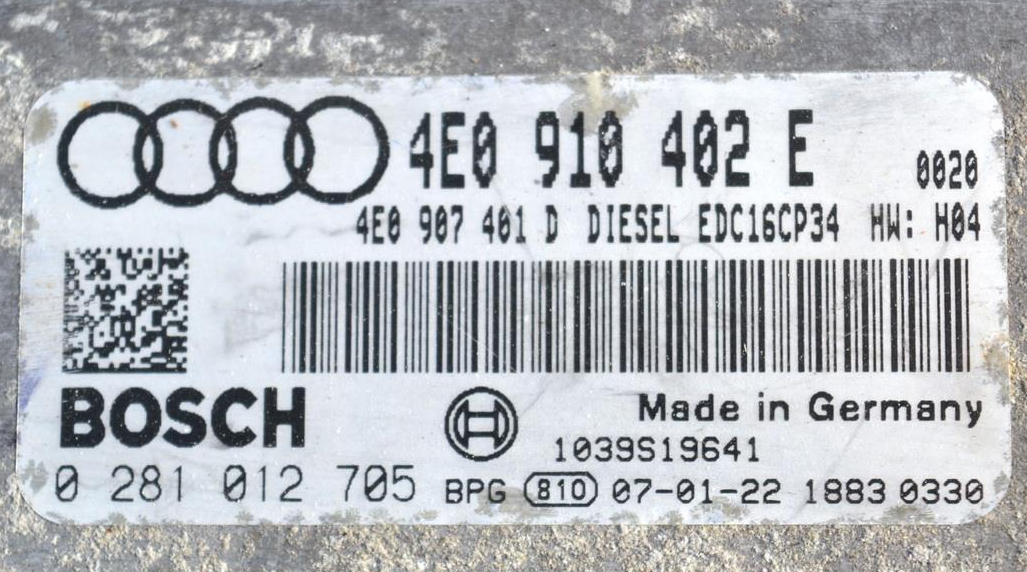 4E0 910 402 E 0020
4E0 907 401 D DIESEL EDC16CP34 HW: H04
BOSCH
Made in Germany
1039S19641
0 281 012 705 BPG 810 07-01-22 1883 0330